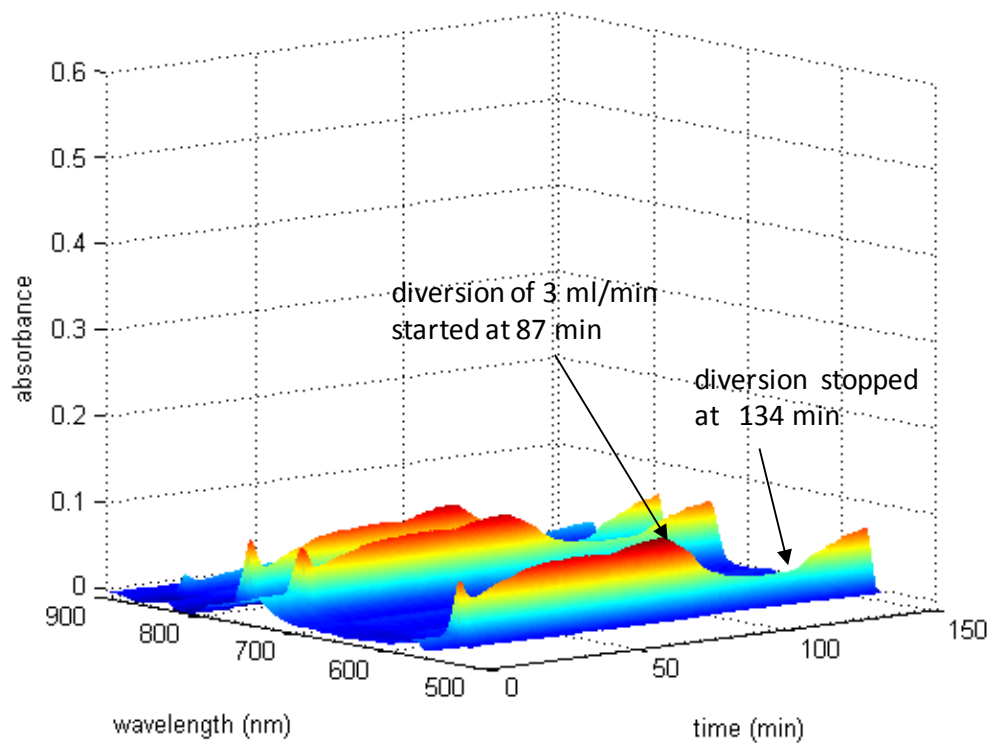 0.6
0.5
0.4
0.3
0.2
0.1
0
absorbance
diversion of 3 ml/min
started at 87 min
diversion stopped
at 134 min
900
800
700
600
500
wavelength (nm)
0
50
100
150
time (min)